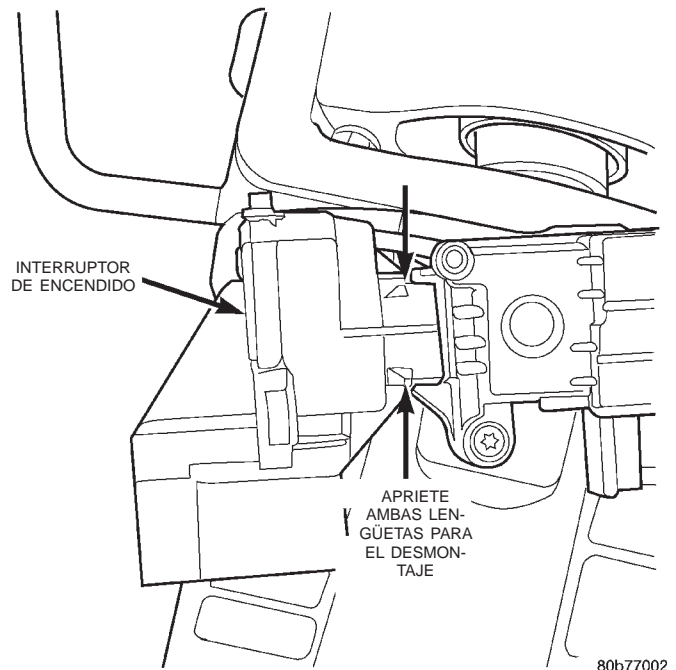 INTERRUPTOR
DE ENCENDIDO
APRIETE
AMBAS LEN-
GÜETAS PARA
EL DESMON-
TAJE
80b77002